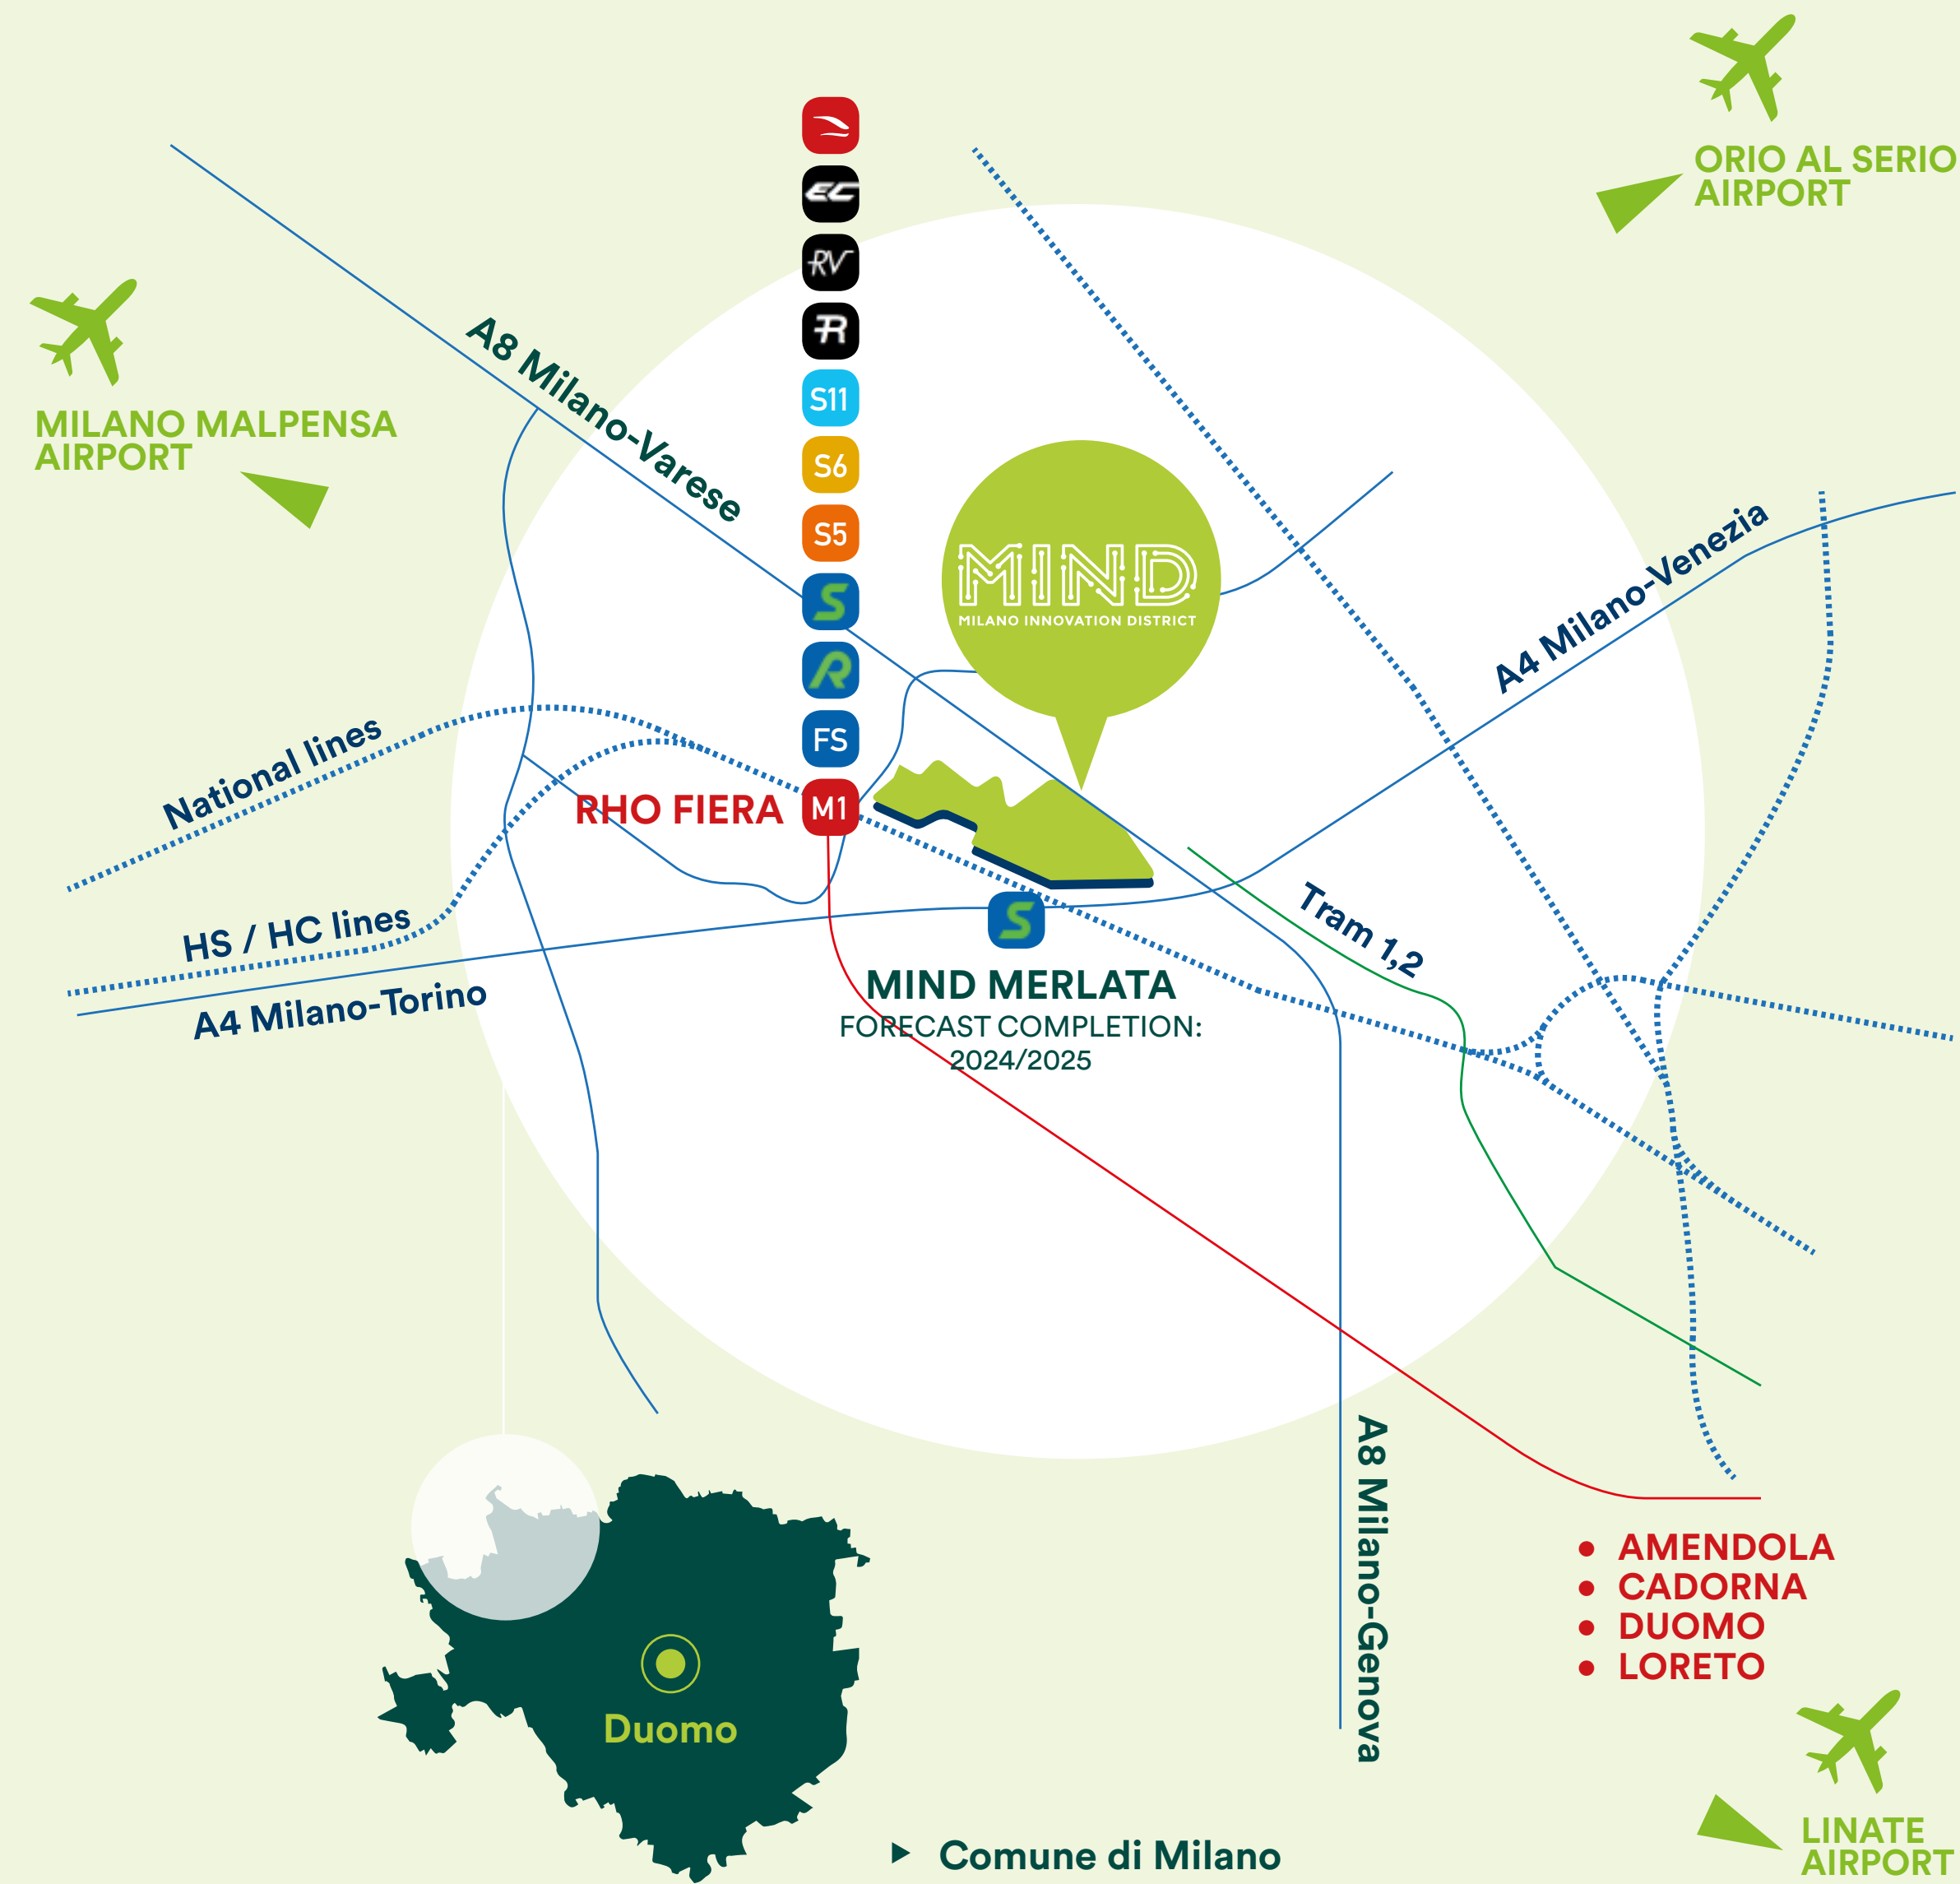 ORIO AL SERIO
AIRPORT
MILANO MALPENSA
AIRPORT
A8 Milano-Varese
EC
RV
R
S11
S6
S5
S
R
FS
M1
RHO FIERA
MIND
MILANO INNOVATION DISTRICT
A4 Milano-Venezia
National lines
HS / HC lines
A4 Milano-Torino
Tram 1,2
S
MIND MERLATA
FORECAST COMPLETION:
2024/2025
A8 Milano-Genova
AMENDOLA
CADORNA
DUOMO
LORETO
Duomo
Comune di Milano
LINATE
AIRPORT